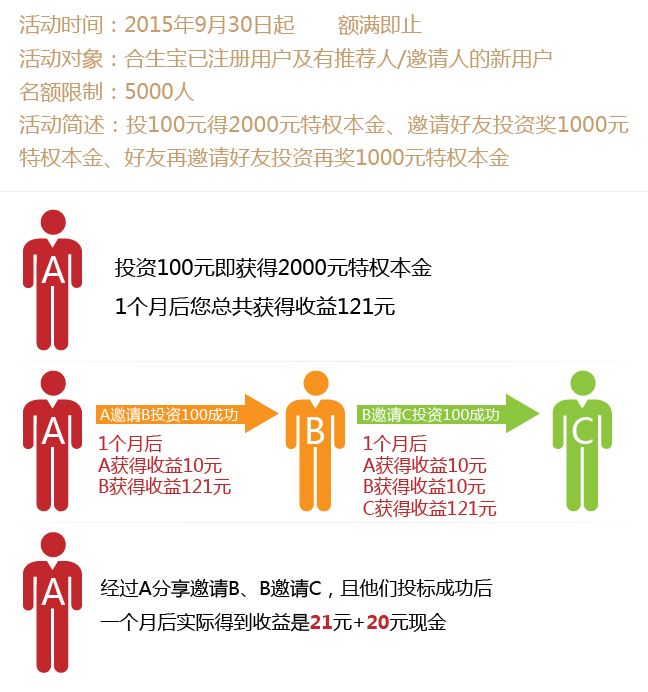 活动时间：2015年9月30日起 额满即止
活动对象：合生宝已注册用户及有推荐人/邀请人的新用户
名额限制：5000人
活动简述：投100元得2000元特权本金、邀请好友投资奖1000元
特权本金、好友再邀请好友投资再奖1000元特权本金
A
投资100元即获得2000元特权本金
1个月后您总共获得收益121元
A
A邀请B投资100成功
1个月后
A获得收益10元
B获得收益121元
B
B邀请C投资100成功
1个月后
A获得收益10元
B获得收益10元
C获得收益121元
C
A
经过A分享邀请B、B邀请C，且他们投标成功后
一个月后实际得到收益是21元+20元现金